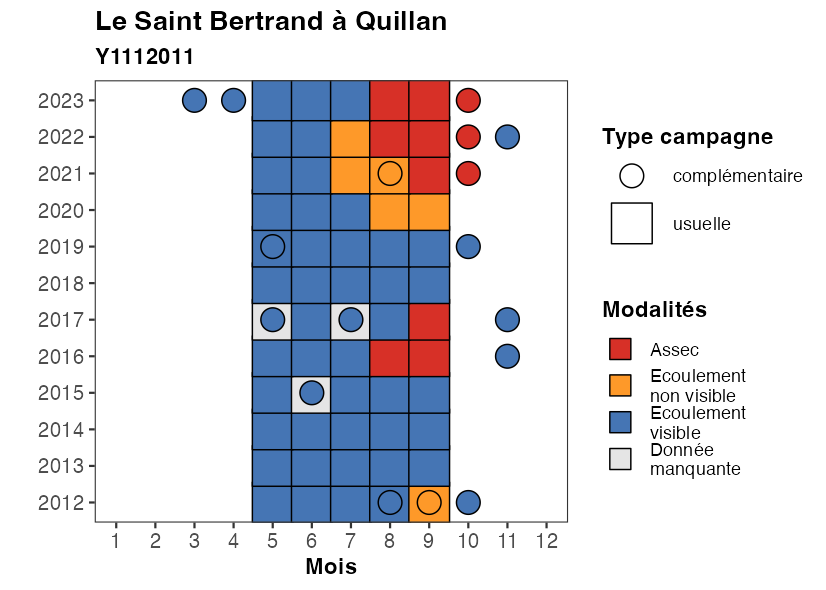 Le Saint Bertrand à Quillan
Y1112011
2023
2022
2021
2020
2019
2018
2017
2016
2015
2014
2013
2012
1 2 3 4 5 6 7 8 9 10 11 12
Mois
Type campagne
complémentaire
usuelle
Modalités
Assec
Ecoulement
non visible
Ecoulement
visible
Donnée
manquante